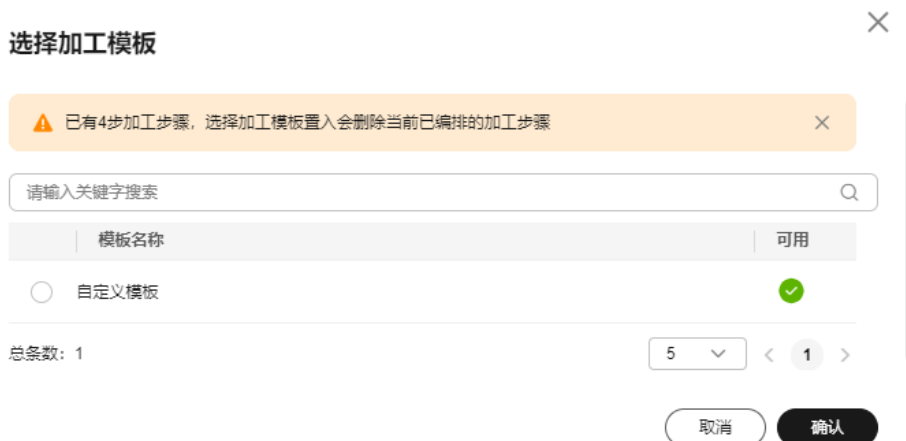 选择加工模板
已有4步加工步骤，选择加工模板置入会删除当前已编排的加工步骤
请输入关键字搜索
模板名称 可用
自定义模板
总条数：1 5 1
取消 确认